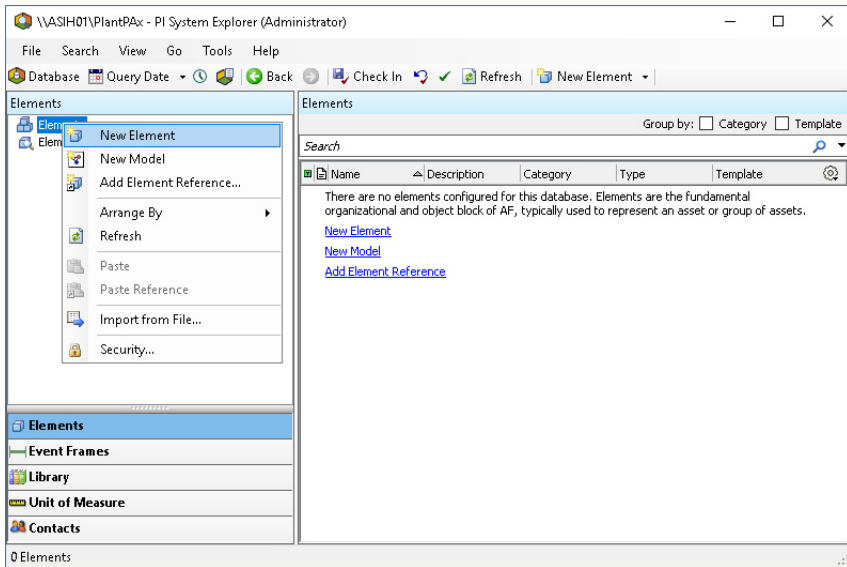 \\ASIH01\PlantPAx - PI System Explorer (Administrator)
File Search View Go Tools Help
Database Query Date Back Check In Refresh New Element
Elements
Elem
Elem
New Element
New Model
Add Element Reference...
Arrange By
Refresh
Paste
Paste Reference
Import from File...
Security...
Elements
Event Frames
Library
Unit of Measure
Contacts
Elements
Group by: Category Template
Search
Name Description Category Type Template
There are no elements configured for this database. Elements are the fundamental
organizational and object block of AF, typically used to represent an asset or group of assets.
New Element
New Model
Add Element Reference
0 Elements